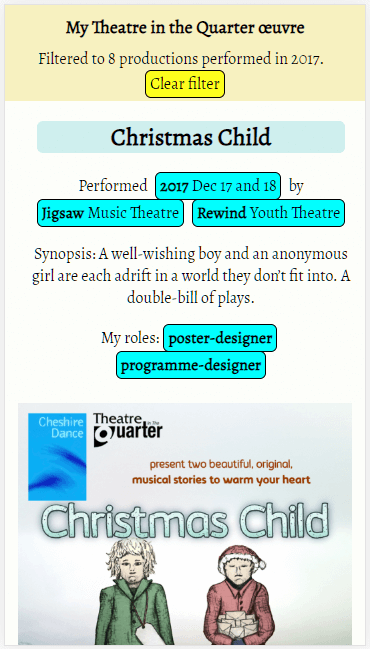 My Theatre in the Quarter œuvre
Filtered to 8 productions performed in 2017.
Clear filter
Christmas Child
Performed 2017 Dec 17 and 18 by
Jigsaw Music Theatre Rewind Youth Theatre
Synopsis: A well-wishing boy and an anonymous
girl are each adrift in a world they don't fit into. A
double-bill of plays.
My roles: poster-designer
programme-designer
Cheshire
Dance
Theatre
in the
Quarter
present two beautiful, original,
musical stories to warm your heart
Christmas Child